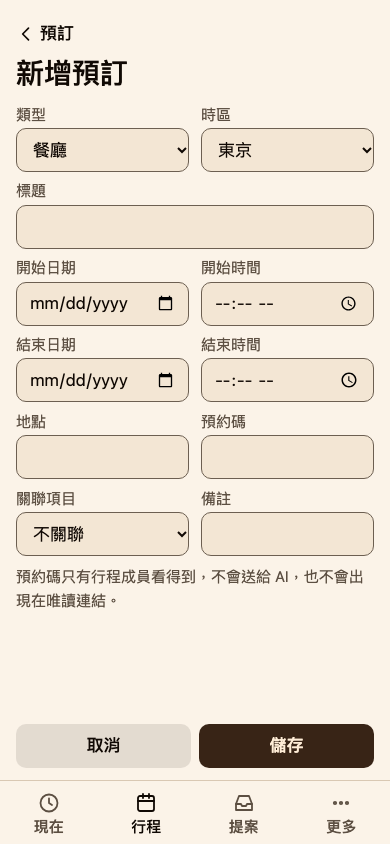 預訂
新增預訂
類型
時區
餐廳
東京
標題
開始日期
開始時間
mm/dd/yyyy
--:-- --
結束日期
結束時間
mm/dd/yyyy
--:-- --
地點
預約碼
關聯項目
備註
不關聯
預約碼只有行程成員看得到，不會送給 AI，也不會出
現在唯讀連結。
取消
儲存
現在
行程
提案
更多